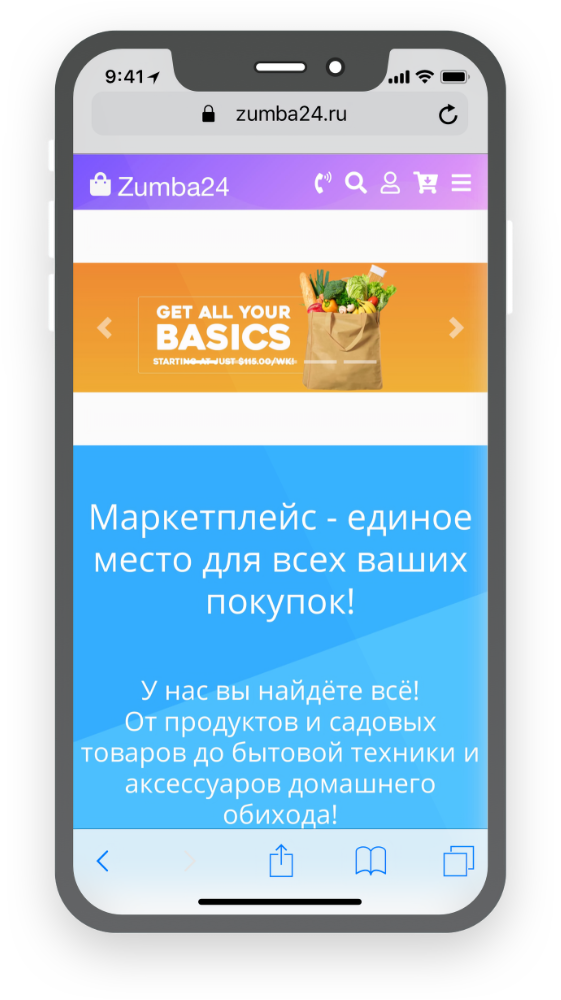 9:41
zumba24.ru
Zumba24
GET ALL YOUR
BASICS
STARTING AT JUST $115.00/WK!
Маркетплейс - единое
место для всех ваших
покупок!
У нас вы найдёте всё!
От продуктов и садовых
товаров до бытовой техники и
аксессуаров домашнего
обихода!